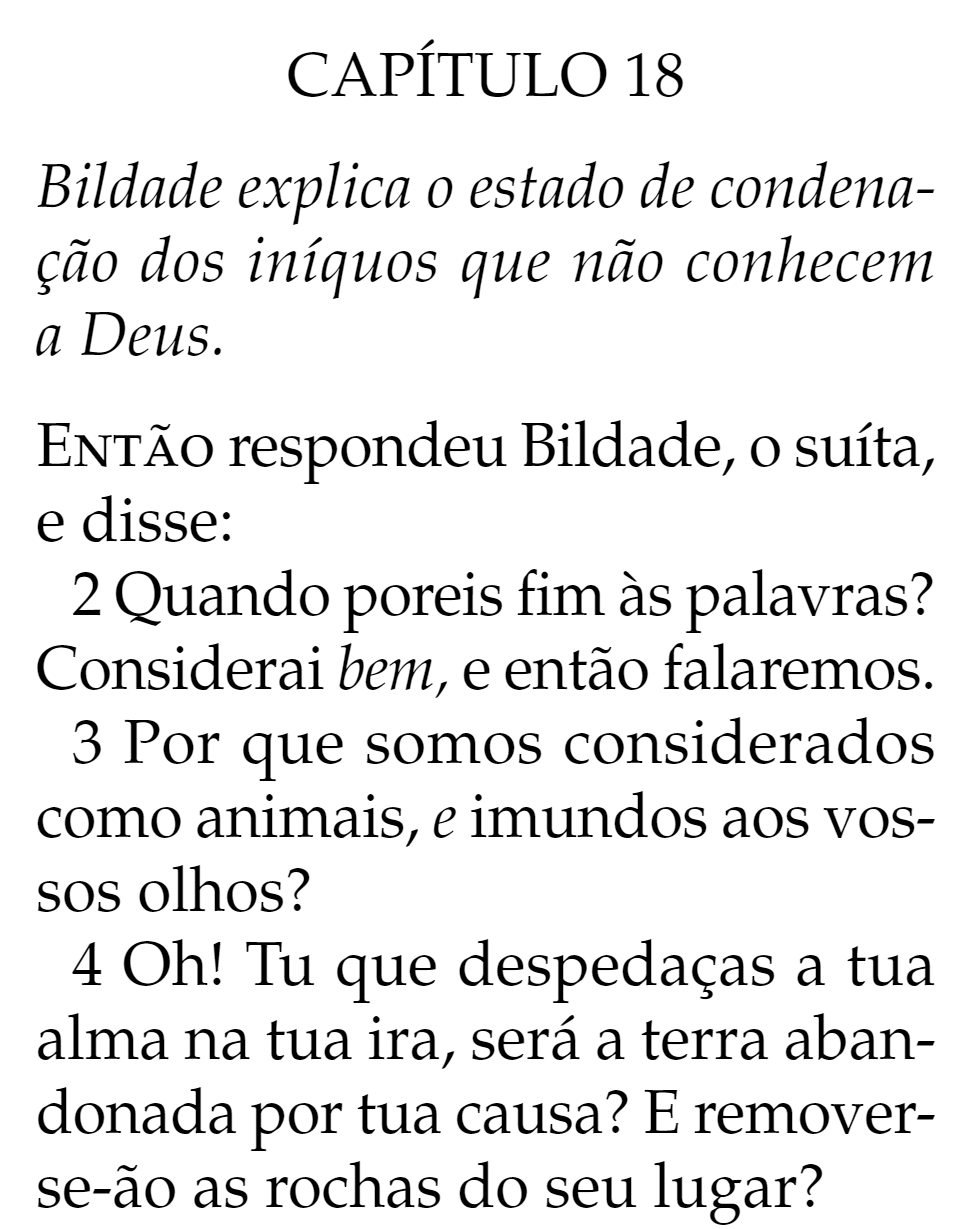 CAPÍTULO 18
Bildade explica o estado de condena-
ção dos iníquos que não conhecem
a Deus.
ENTÃO respondeu Bildade, o suíta,
e disse:
2 Quando poreis fim às palavras?
Considerai bem, e então falaremos.
3 Por que somos considerados
como animais, e imundos aos vos-
sos olhos?
4 Oh! Tu que despedaças a tua
alma na tua ira, será a terra aban-
donada por tua causa? E remover-
se-ão as rochas do seu lugar?